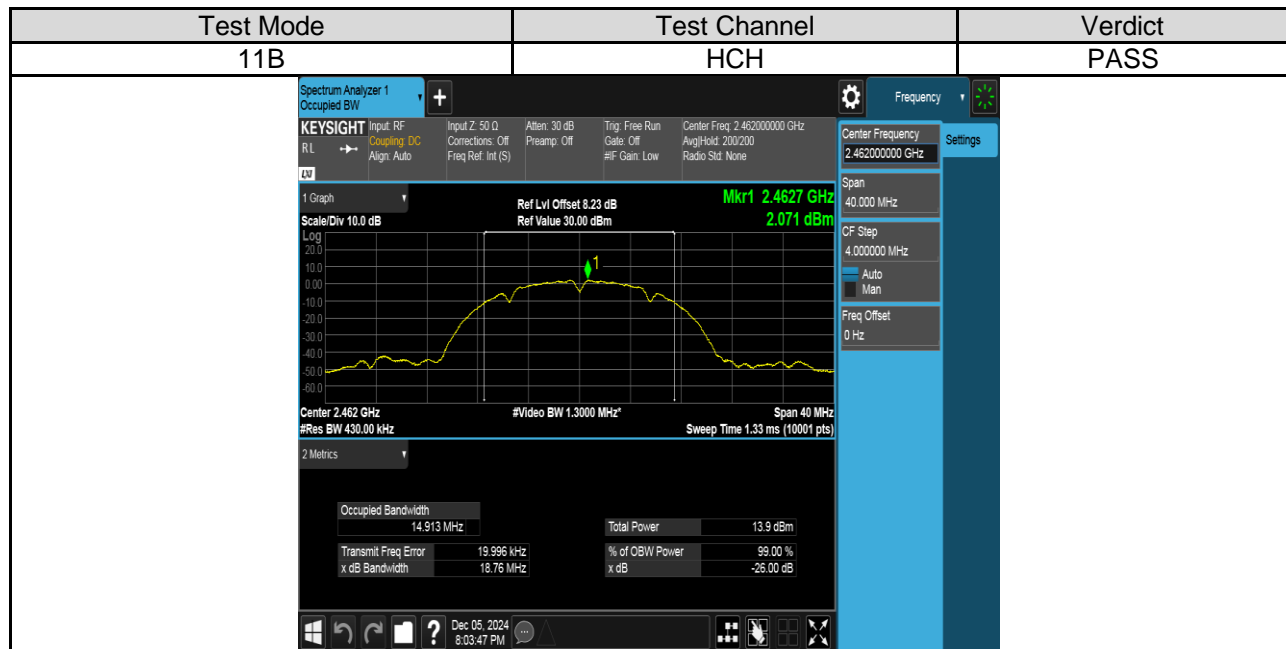 Test Mode Test Channel Verdict
11B HCH PASS
Spectrum Analyzer 1
Occupied BW
+
Frequency
KEYSIGHT
RL
LXI
Input: RF
Coupling: DC
Align: Auto
Input Z: 50 Ω
Corrections: Off
Freq Ref: Int (S)
Atten: 30 dB
Preamp: Off
Trig: Free Run
Gate: Off
#IF Gain: Low
Center Freq: 2.462000000 GHz
Avg|Hold: 200/200
Radio Std: None
Center Frequency
2.462000000 GHz
Settings
Span
40.000 MHz
CF Step
4.000000 MHz
Auto
Man
Freq Offset
0 Hz
1 Graph
Scale/Div 10.0 dB
Ref Lvl Offset 8.23 dB
Ref Value 30.00 dBm
Mkr1 2.4627 GHz
2.071 dBm
Log
20.0
10.0
0.00
-10.0
-20.0
-30.0
-40.0
-50.0
-60.0
1
Center 2.462 GHz
#Res BW 430.00 kHz
#Video BW 1.3000 MHz*
Span 40 MHz
Sweep Time 1.33 ms (10001 pts)
2 Metrics
Occupied Bandwidth
14.913 MHz
Total Power 13.9 dBm
Transmit Freq Error 19.996 kHz
% of OBW Power 99.00 %
x dB Bandwidth 18.76 MHz
x dB -26.00 dB
?
Dec 05, 2024
8:03:47 PM